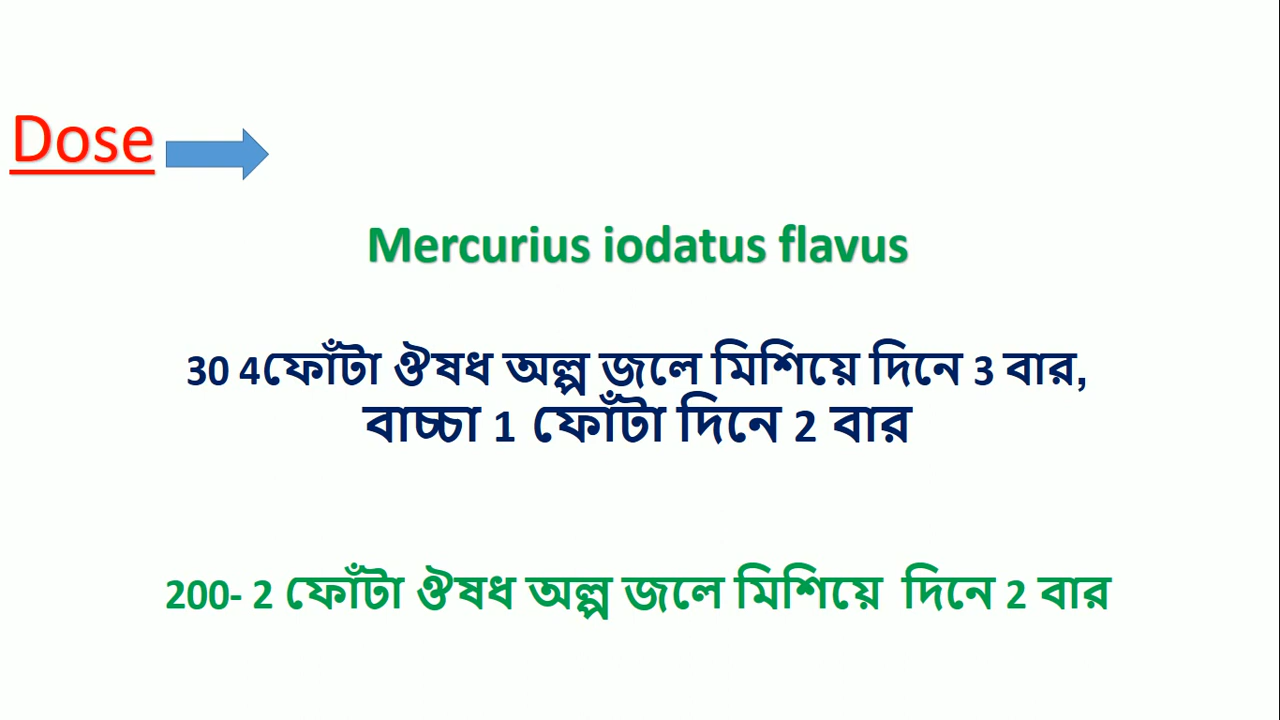 Dose
Mercurius iodatus flavus
30 4ফোঁটা ঔষধ অল্প জলে মিশিয়ে দিনে 3 বার,
বাচ্চা 1 ফোঁটা দিনে 2 বার
200- 2 ফোঁটা ঔষধ অল্প জলে মিশিয়ে দিনে 2 বার